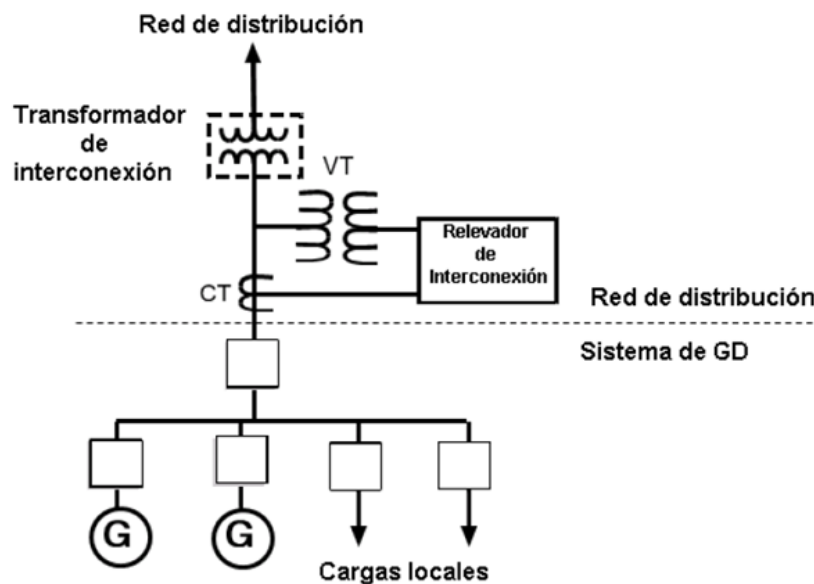 Red de distribución
Transformador
de
interconexión
VT
Relevador
de
Interconexión
CT
Red de distribución
Sistema de GD
G
G
Cargas locales